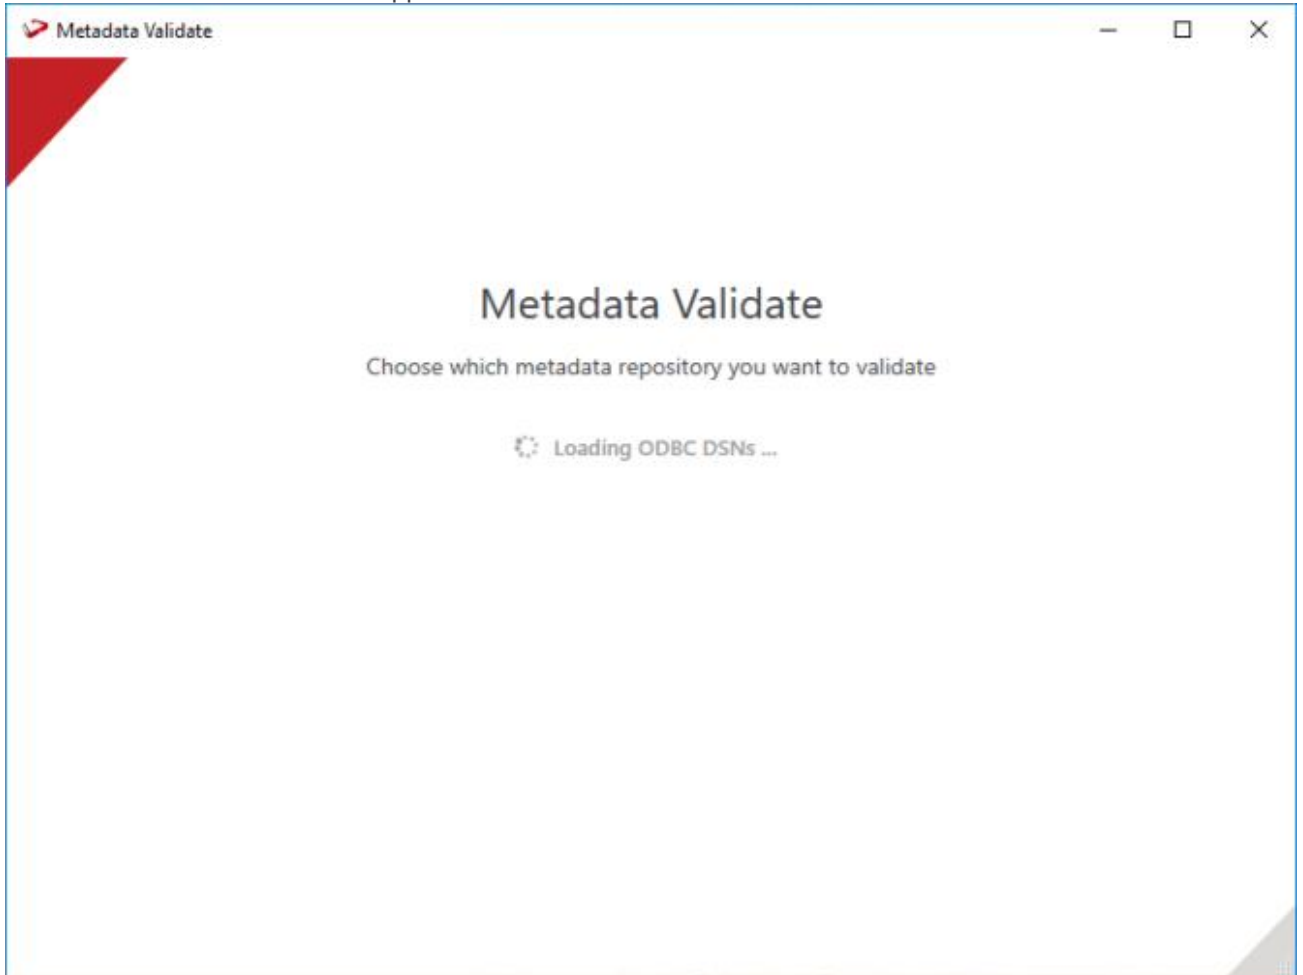 Metadata Validate
Metadata Validate
Choose which metadata repository you want to validate
Loading ODBC DSNs ...